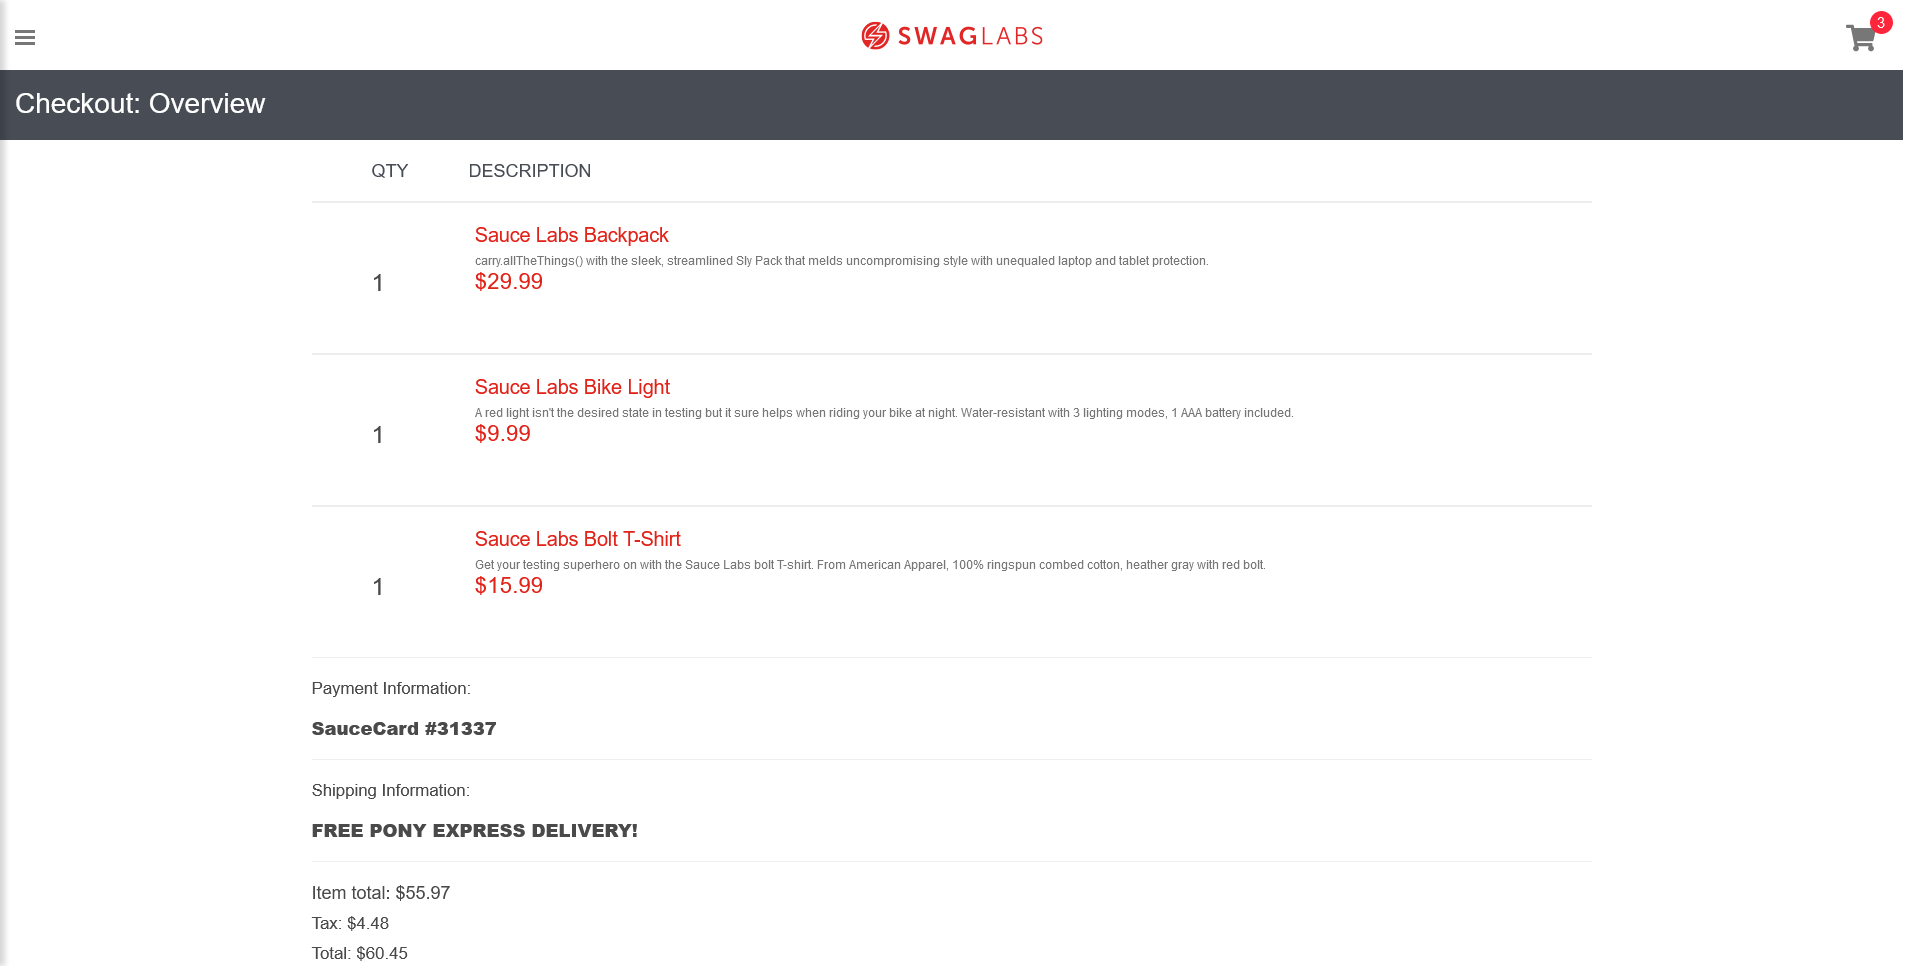 SWAGLABS
3
Checkout: Overview
QTY DESCRIPTION
Sauce Labs Backpack
carry.allTheThings() with the sleek, streamlined Sly Pack that melds uncompromising style with unequaled laptop and tablet protection.
1
$29.99
Sauce Labs Bike Light
A red light isn't the desired state in testing but it sure helps when riding your bike at night. Water-resistant with 3 lighting modes, 1 AAA battery included.
1
$9.99
Sauce Labs Bolt T-Shirt
Get your testing superhero on with the Sauce Labs bolt T-shirt. From American Apparel, 100% ringspun combed cotton, heather gray with red bolt.
1
$15.99
Payment Information:
SauceCard #31337
Shipping Information:
FREE PONY EXPRESS DELIVERY!
Item total: $55.97
Tax: $4.48
Total: $60.45